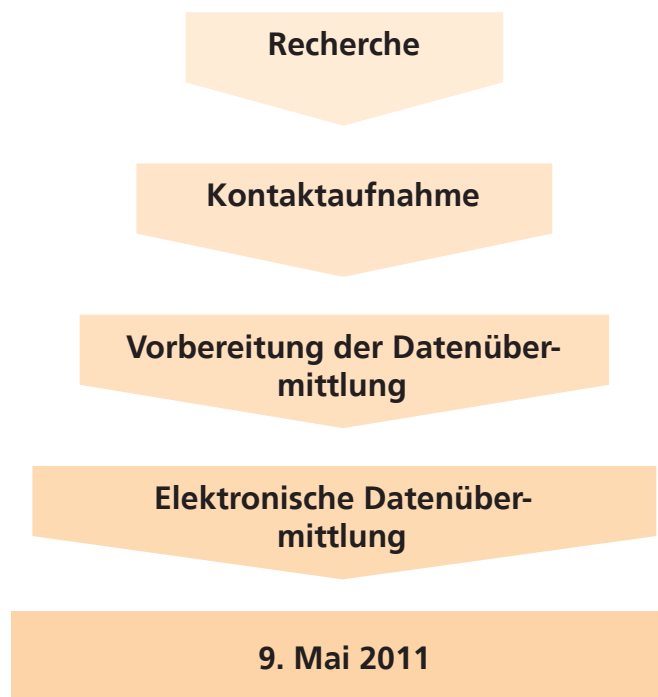 Recherche
Kontaktaufnahme
Vorbereitung der Datenüber-
mittlung
Elektronische Datenüber-
mittlung
9. Mai 2011